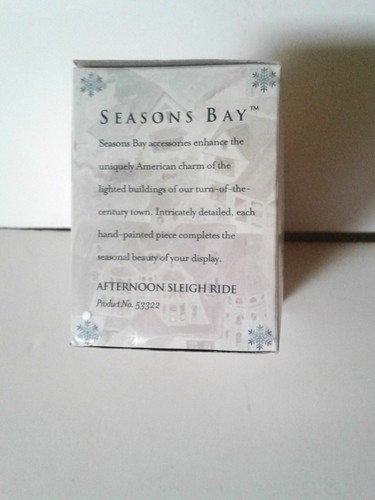 SEASONS BAY™
Seasons Bay accessories enhance the
uniquely American charm of the
lighted buildings of our turn-of-the-
century town. Intricately detailed, each
hand-painted piece completes the
seasonal beauty of your display.
AFTERNOON SLEIGH RIDE
Product No. 53322